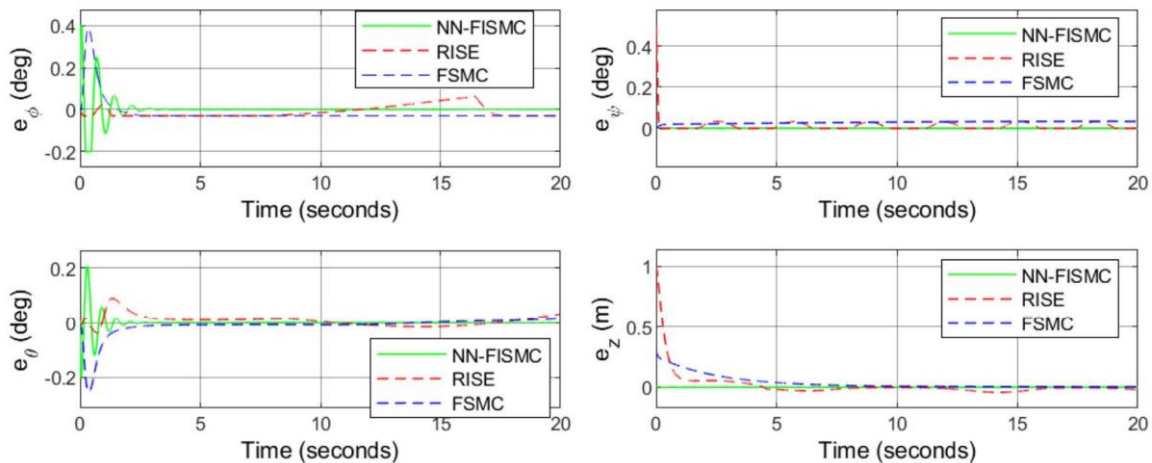 e_ϕ (deg)
0.4
0.2
0
-0.2
NN-FISMC
RISE
FSMC
0 5 10 15 20
Time (seconds)
e_ψ (deg)
0.4
0.2
0
NN-FISMC
RISE
FSMC
0 5 10 15 20
Time (seconds)
e_θ (deg)
0.2
0
-0.2
NN-FISMC
RISE
FSMC
0 5 10 15 20
Time (seconds)
e_z (m)
1
0.5
0
NN-FISMC
RISE
FSMC
0 5 10 15 20
Time (seconds)